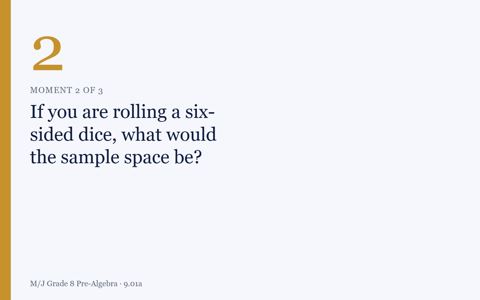 2
MOMENT 2 OF 3
If you are rolling a six-
sided dice, what would
the sample space be?
M/J Grade 8 Pre-Algebra · 9.01a